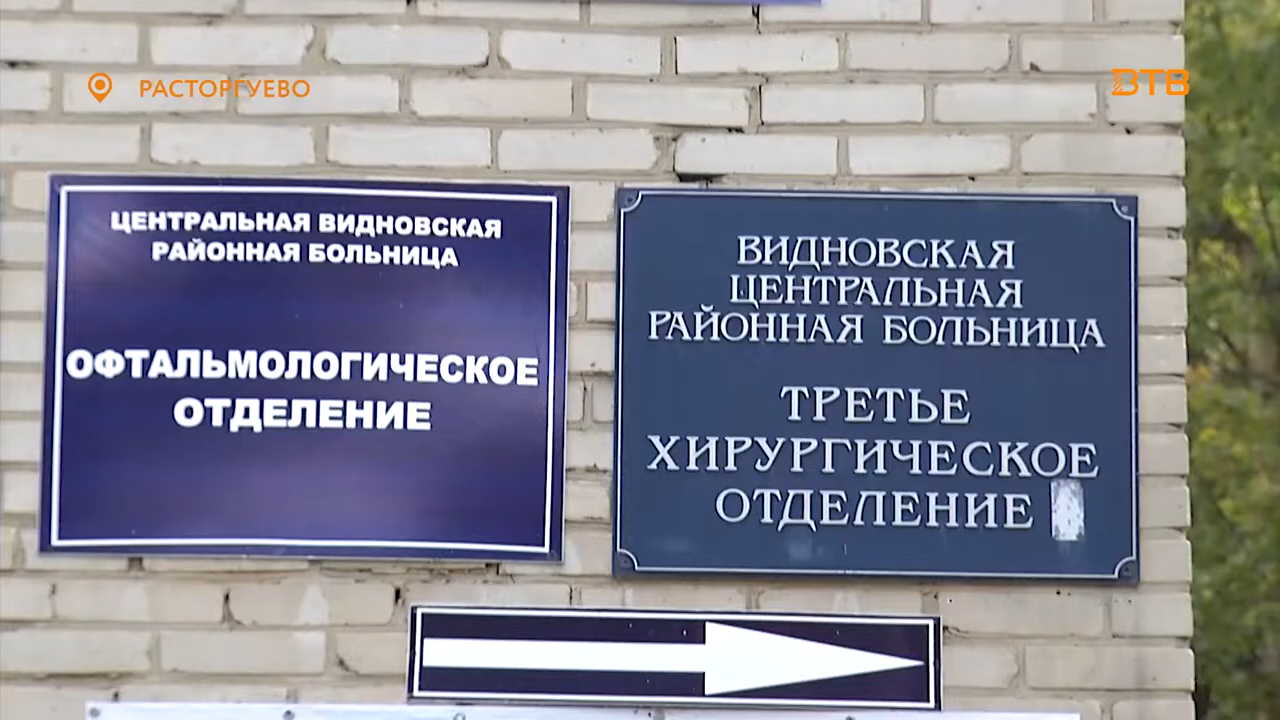 РАСТОРГУЕВО
ВТВ
ЦЕНТРАЛЬНАЯ ВИДНОВСКАЯ
РАЙОННАЯ БОЛЬНИЦА
ОФТАЛЬМОЛОГИЧЕСКОЕ
ОТДЕЛЕНИЕ
ВИДНОВСКАЯ
ЦЕНТРАЛЬНАЯ
РАЙОННАЯ БОЛЬНИЦА
ТРЕТЬЕ
ХИРУРГИЧЕСКОЕ
ОТДЕЛЕНИЕ